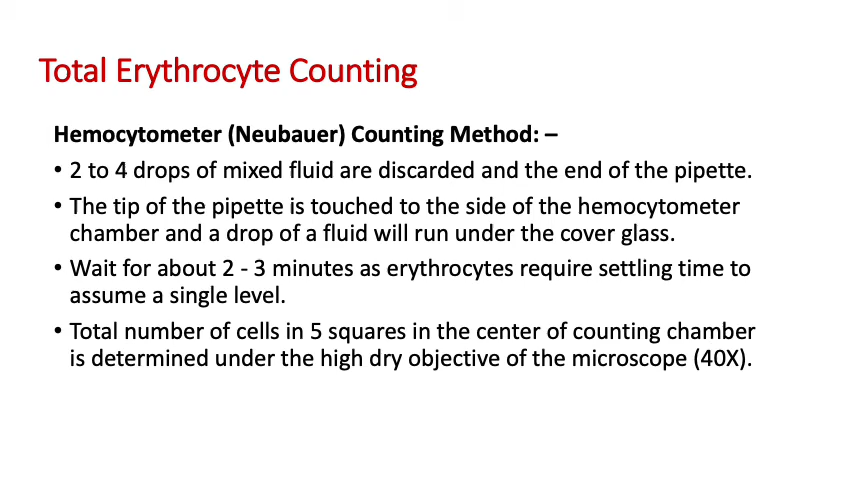 Total Erythrocyte Counting
Hemocytometer (Neubauer) Counting Method: –
• 2 to 4 drops of mixed fluid are discarded and the end of the pipette.
• The tip of the pipette is touched to the side of the hemocytometer
chamber and a drop of a fluid will run under the cover glass.
• Wait for about 2 - 3 minutes as erythrocytes require settling time to
assume a single level.
• Total number of cells in 5 squares in the center of counting chamber
is determined under the high dry objective of the microscope (40X).